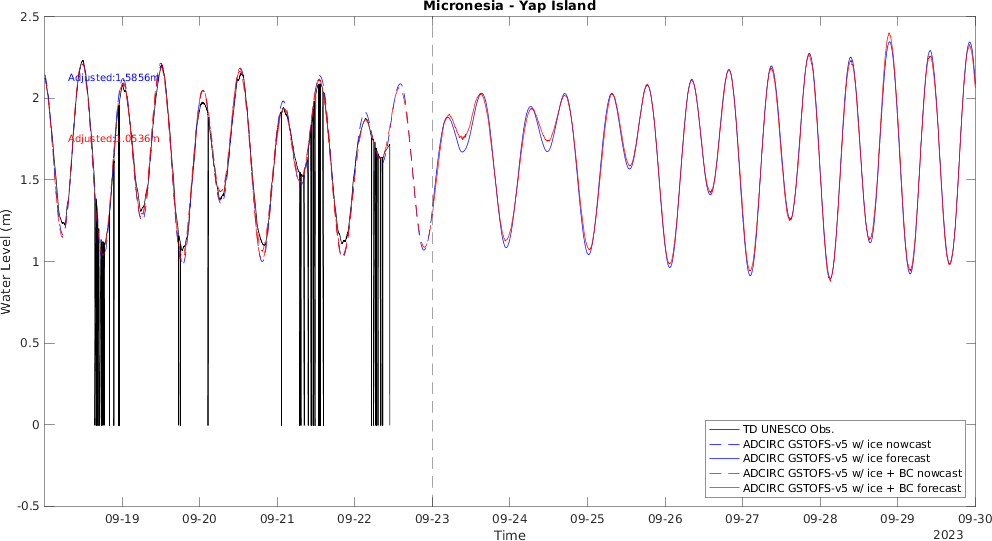 Micronesia - Yap Island
2.5
2
1.5
1
0.5
0
-0.5
Water Level (m)
Adjusted:1.5856m
Adjusted:1.0536m
TD UNESCO Obs.
ADCIRC GSTOFS-v5 w/ ice nowcast
ADCIRC GSTOFS-v5 w/ ice forecast
ADCIRC GSTOFS-v5 w/ ice + BC nowcast
ADCIRC GSTOFS-v5 w/ ice + BC forecast
09-19 09-20 09-21 09-22 09-23 09-24 09-25 09-26 09-27 09-28 09-29 09-30
Time
2023